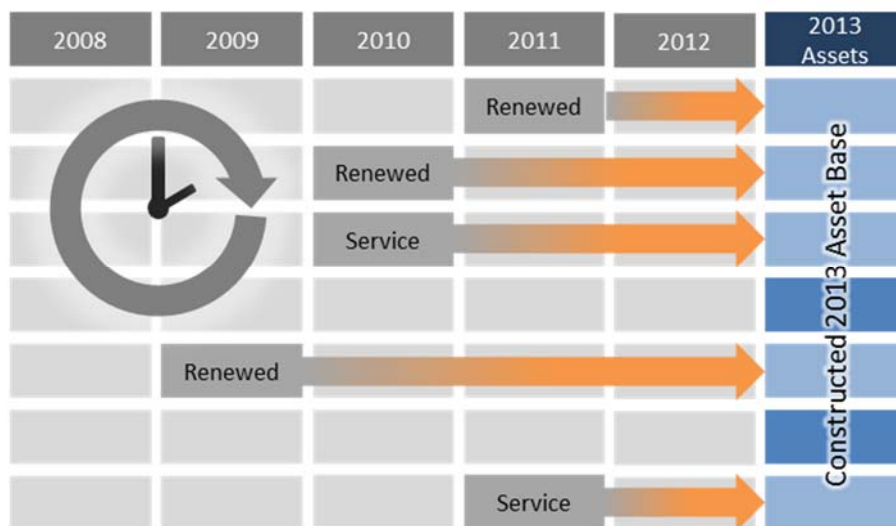 2008 2009 2010 2011 2012 2013
Assets
Renewed
Renewed
Service
Renewed
Service
Constructed 2013 Asset Base